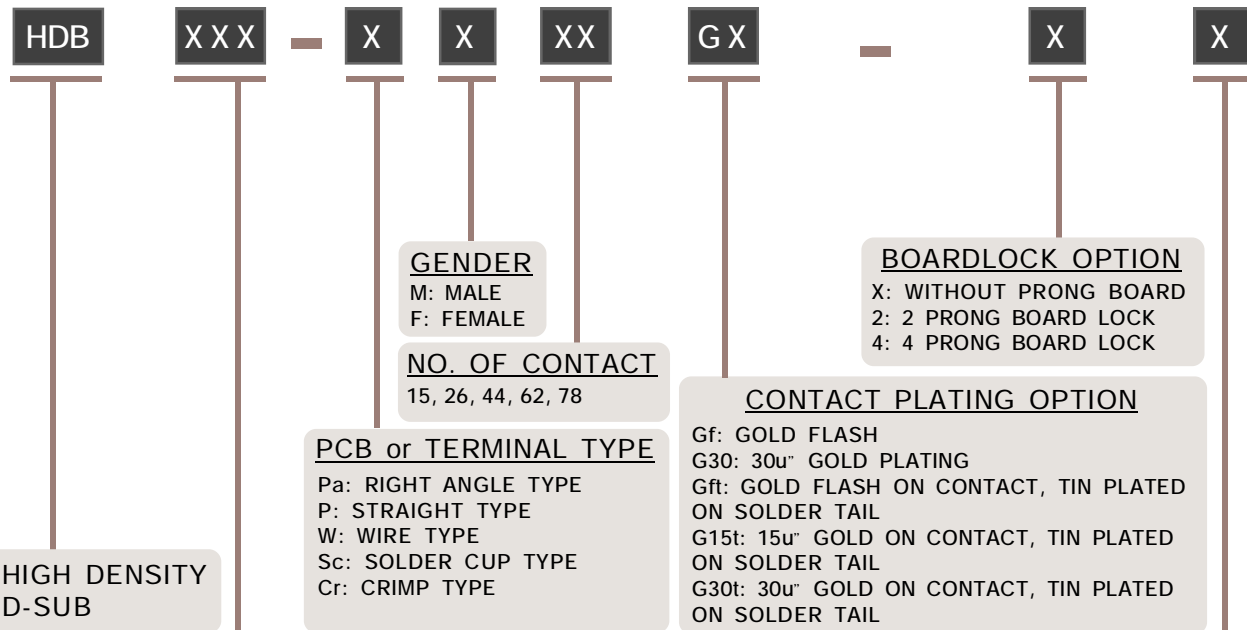 HDB XXX - X X XX GX - X X
GENDER
M: MALE
F: FEMALE
BOARDLOCK OPTION
X: WITHOUT PRONG BOARD
2: 2 PRONG BOARD LOCK
4: 4 PRONG BOARD LOCK
NO. OF CONTACT
15, 26, 44, 62, 78
CONTACT PLATING OPTION
Gf: GOLD FLASH
G30: 30u" GOLD PLATING
Gft: GOLD FLASH ON CONTACT, TIN PLATED
ON SOLDER TAIL
G15t: 15u" GOLD ON CONTACT, TIN PLATED
ON SOLDER TAIL
G30t: 30u" GOLD ON CONTACT, TIN PLATED
ON SOLDER TAIL
PCB or TERMINAL TYPE
Pa: RIGHT ANGLE TYPE
P: STRAIGHT TYPE
W: WIRE TYPE
Sc: SOLDER CUP TYPE
Cr: CRIMP TYPE
HIGH DENSITY
D-SUB